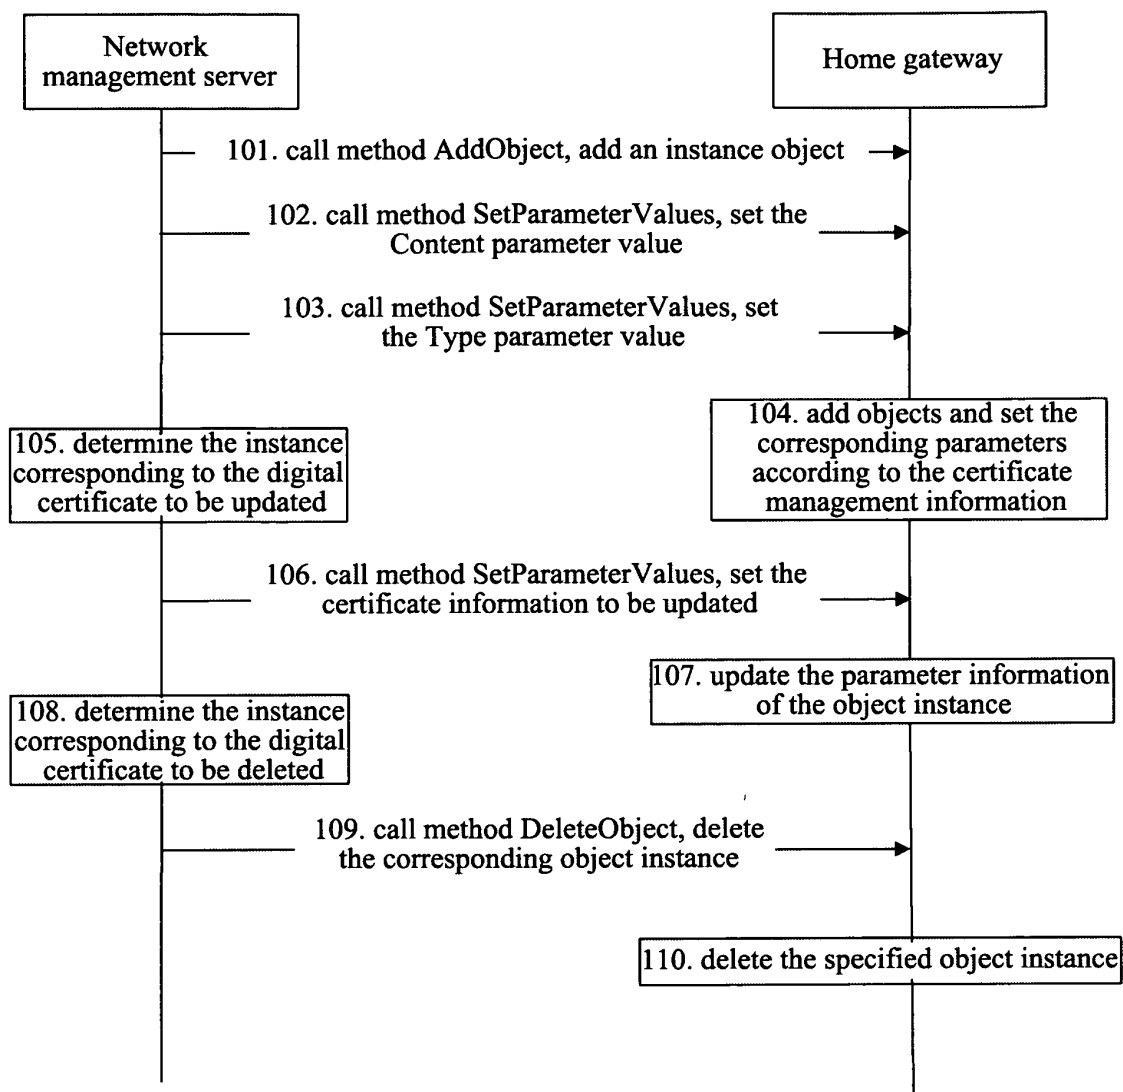 Network
management server
Home gateway
101. call method AddObject, add an instance object
102. call method SetParameterValues, set the
Content parameter value
103. call method SetParameterValues, set
the Type parameter value
104. add objects and set the
corresponding parameters
according to the certificate
management information
105. determine the instance
corresponding to the digital
certificate to be updated
106. call method SetParameterValues, set the
certificate information to be updated
107. update the parameter information
of the object instance
108. determine the instance
corresponding to the digital
certificate to be deleted
109. call method DeleteObject, delete
the corresponding object instance
110. delete the specified object instance